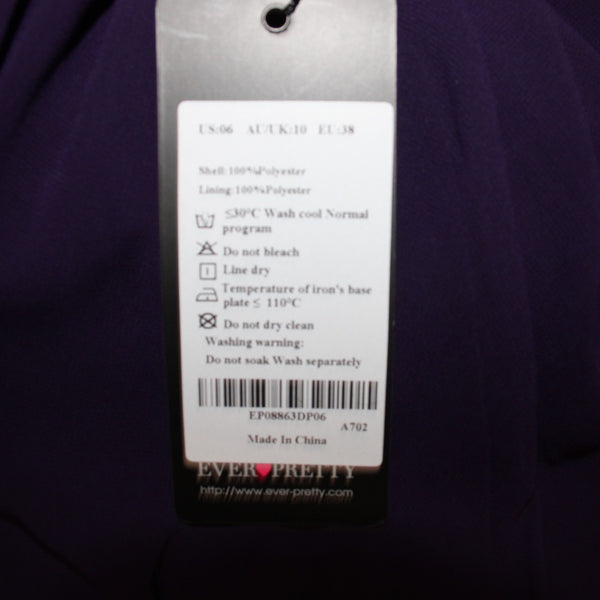 US:06 AU/UK:10 EU:38
Shell:100%Polyester
Lining:100%Polyester
≤30°C Wash cool Normal
program
Do not bleach
Line dry
Temperature of iron's base
plate ≤ 110°C
Do not dry clean
Washing warning:
Do not soak Wash separately
EP08863DP06
A702
Made In China
EVER♥PRETTY
http://www.ever-pretty.com